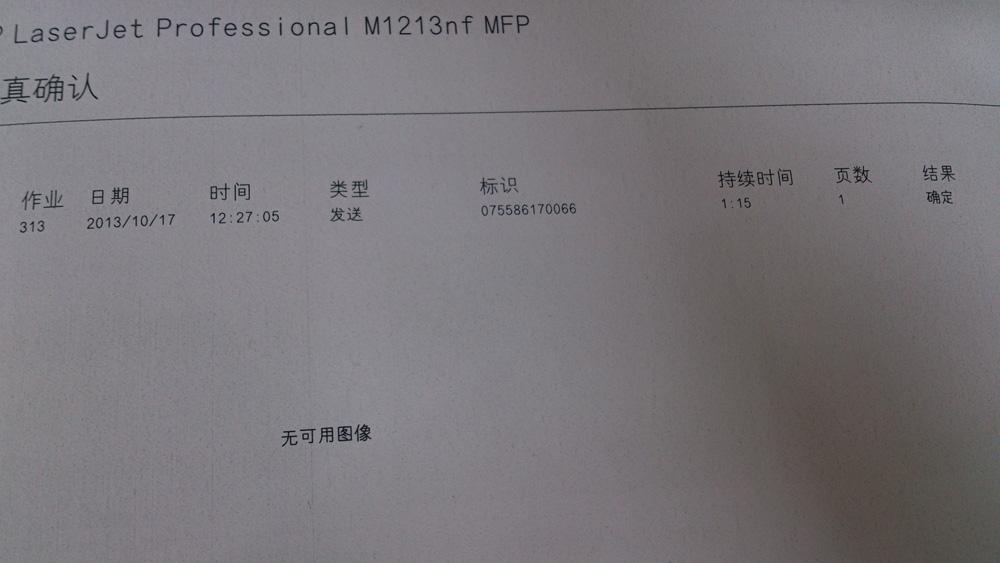 LaserJet Professional M1213nf MFP
真确认
作业 日期 时间 类型 标识 持续时间 页数 结果
313 2013/10/17 12:27:05 发送 075586170066 1:15 1 确定
无可用图像